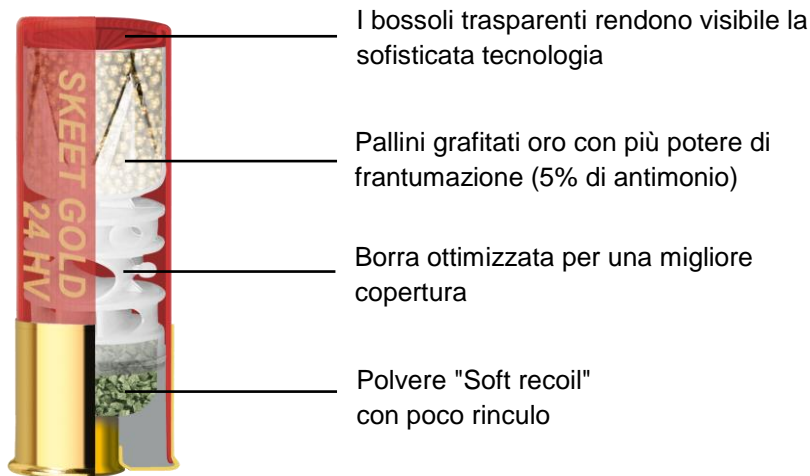 I bossoli trasparenti rendono visibile la
sofisticata tecnologia
SKEET GOLD
24 HV
Pallini grafitati oro con più potere di
frantumazione (5% di antimonio)
Borra ottimizzata per una migliore
copertura
Polvere "Soft recoil"
con poco rinculo